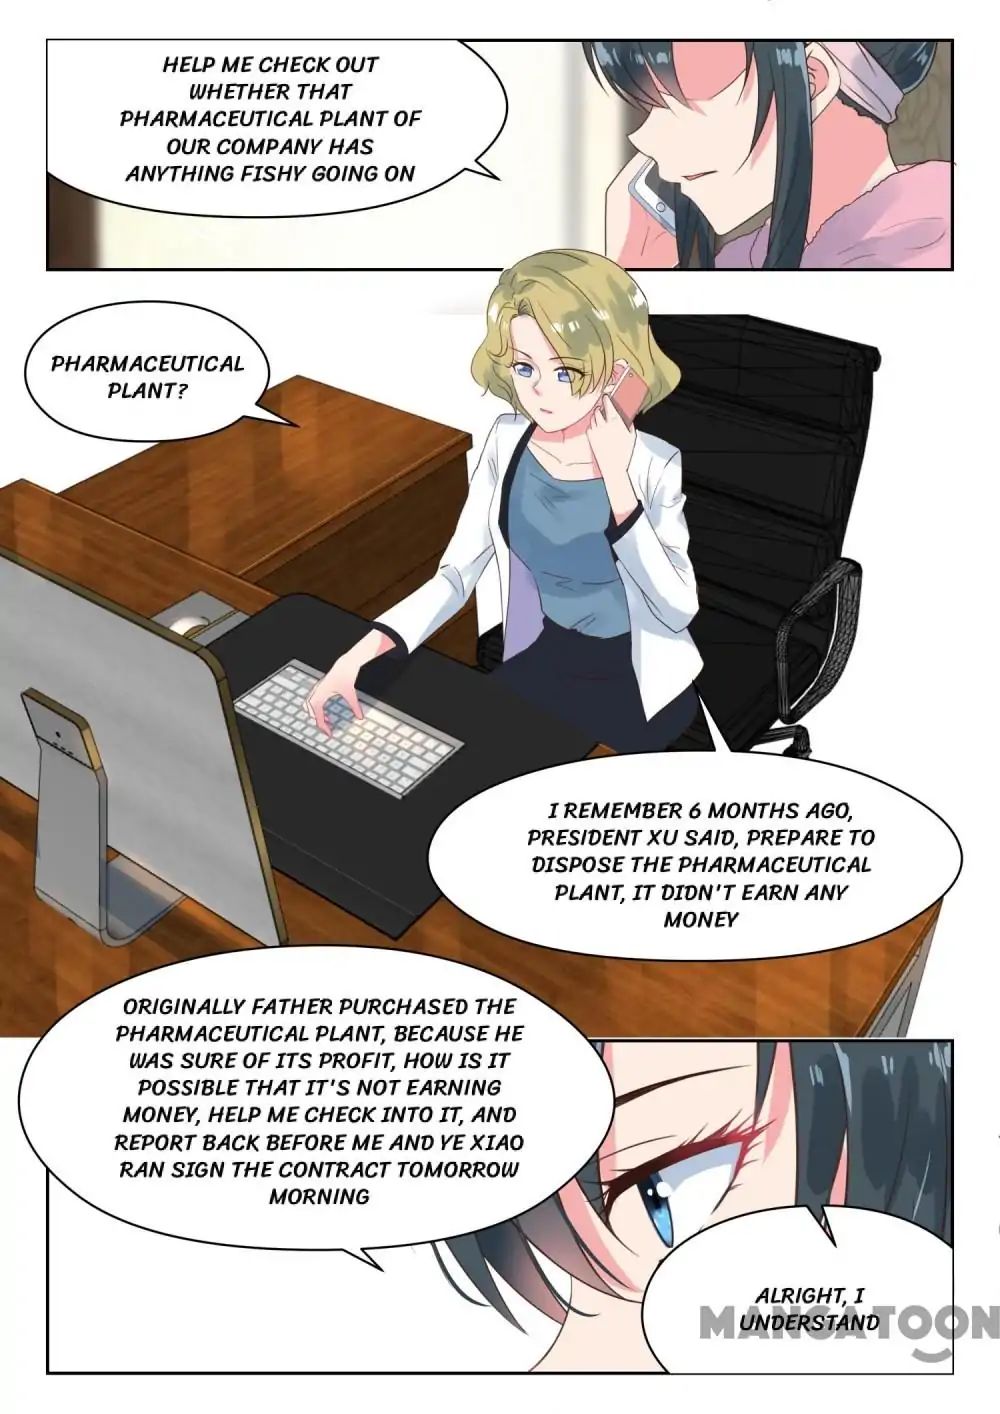 HELP ME CHECK OUT
WHETHER THAT
PHARMACEUTICAL PLANT OF
OUR COMPANY HAS
ANYTHING FISHY GOING ON
PHARMACEUTICAL
PLANT?
I REMEMBER 6 MONTHS AGO,
PRESIDENT XU SAID, PREPARE TO
DISPOSE THE PHARMACEUTICAL
PLANT, IT DIDN'T EARN ANY
MONEY
ORIGINALLY FATHER PURCHASED THE
PHARMACEUTICAL PLANT, BECAUSE HE
WAS SURE OF ITS PROFIT, HOW IS IT
POSSIBLE THAT IT'S NOT EARNING
MONEY, HELP ME CHECK INTO IT, AND
REPORT BACK BEFORE ME AND YE XIAO
RAN SIGN THE CONTRACT TOMORROW
MORNING
ALRIGHT, I
UNDERSTAND
MANGATOON